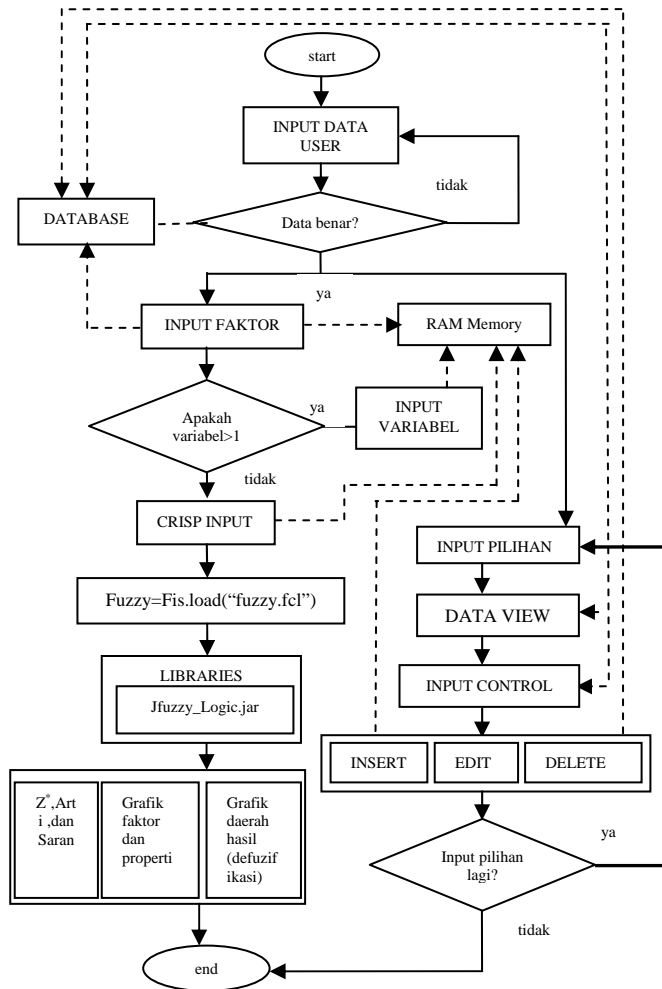 start
INPUT DATA
USER
tidak
DATABASE
Data benar?
ya
INPUT FAKTOR
RAM Memory
Apakah
variabel>1
ya
INPUT
VARIABEL
tidak
CRISP INPUT
INPUT PILIHAN
Fuzzy=Fis.load(“fuzzy.fcl”)
DATA VIEW
LIBRARIES
Jfuzzy_Logic.jar
INPUT CONTROL
INSERT
EDIT
DELETE
Z*,Art
i ,dan
Saran
Grafik
faktor
dan
properti
Grafik
daerah
hasil
(defuzif
ikasi)
Input pilihan
lagi?
ya
tidak
end